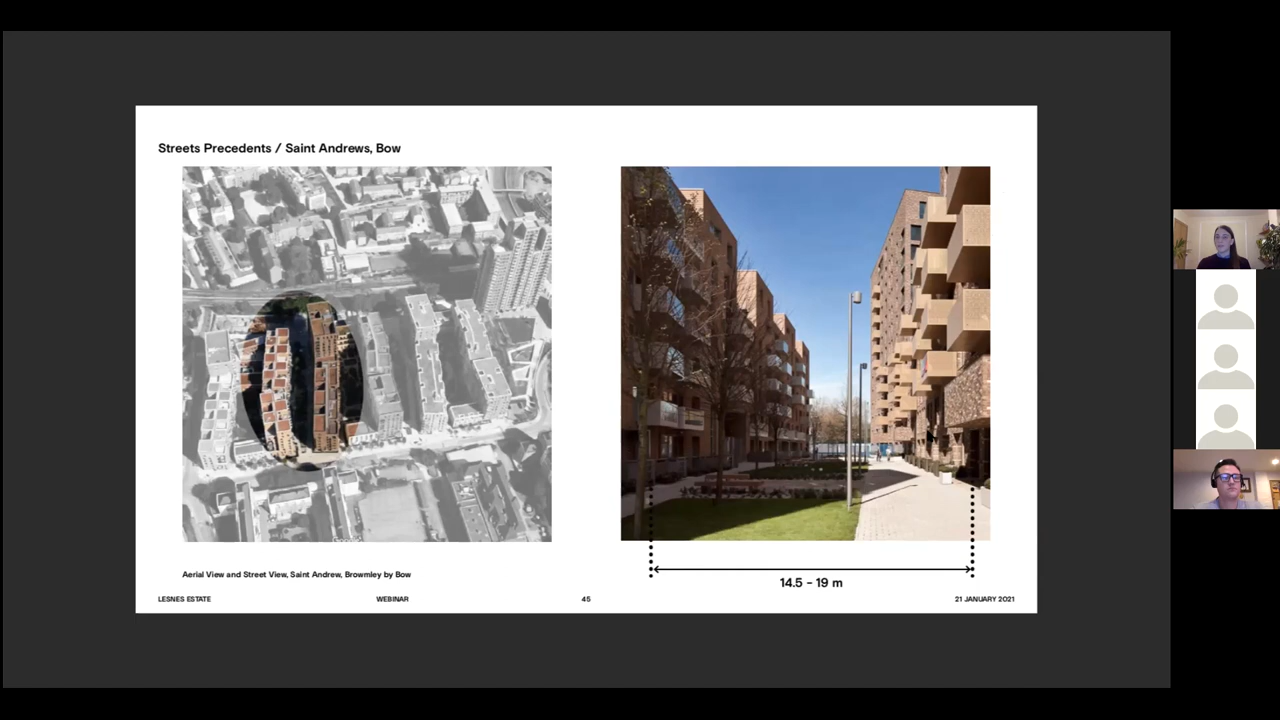 Streets Precedents / Saint Andrews, Bow
14.5 - 19 m
Aerial View and Street View, Saint Andrew, Browmley by Bow
LESNES ESTATE WEBINAR 45 21 JANUARY 2021